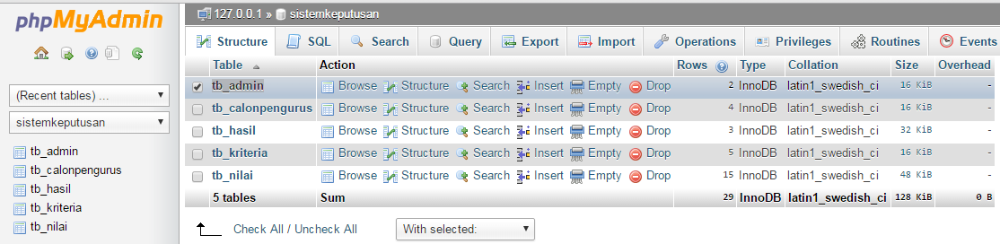 phpMyAdmin
(Recent tables) ...
sistemkeputusan
tb_admin
tb_calonpengurus
tb_hasil
tb_kriteria
tb_nilai
127.0.0.1 » sistemkeputusan
Structure SQL Search Query Export Import Operations Privileges Routines Events
Table Action Rows Type Collation Size Overhead
tb_admin Browse Structure Search Insert Empty Drop 2 InnoDB latin1_swedish_ci 16 KiB -
tb_calonpengurus Browse Structure Search Insert Empty Drop 4 InnoDB latin1_swedish_ci 16 KiB -
tb_hasil Browse Structure Search Insert Empty Drop 3 InnoDB latin1_swedish_ci 32 KiB -
tb_kriteria Browse Structure Search Insert Empty Drop 5 InnoDB latin1_swedish_ci 16 KiB -
tb_nilai Browse Structure Search Insert Empty Drop 15 InnoDB latin1_swedish_ci 48 KiB -
5 tables Sum 29 InnoDB latin1_swedish_ci 128 KiB 0 B
Check All / Uncheck All With selected: